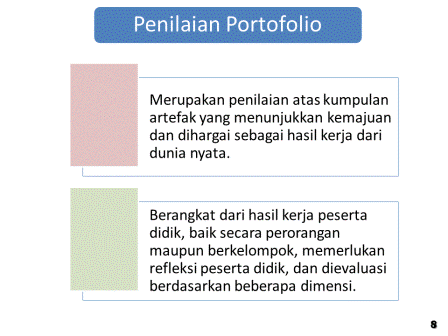 Penilaian Portofolio
Merupakan penilaian atas kumpulan
artefak yang menunjukkan kemajuan
dan dihargai sebagai hasil kerja dari
dunia nyata.
Berangkat dari hasil kerja peserta
didik, baik secara perorangan
maupun berkelompok, memerlukan
refleksi peserta didik, dan dievaluasi
berdasarkan beberapa dimensi.
8